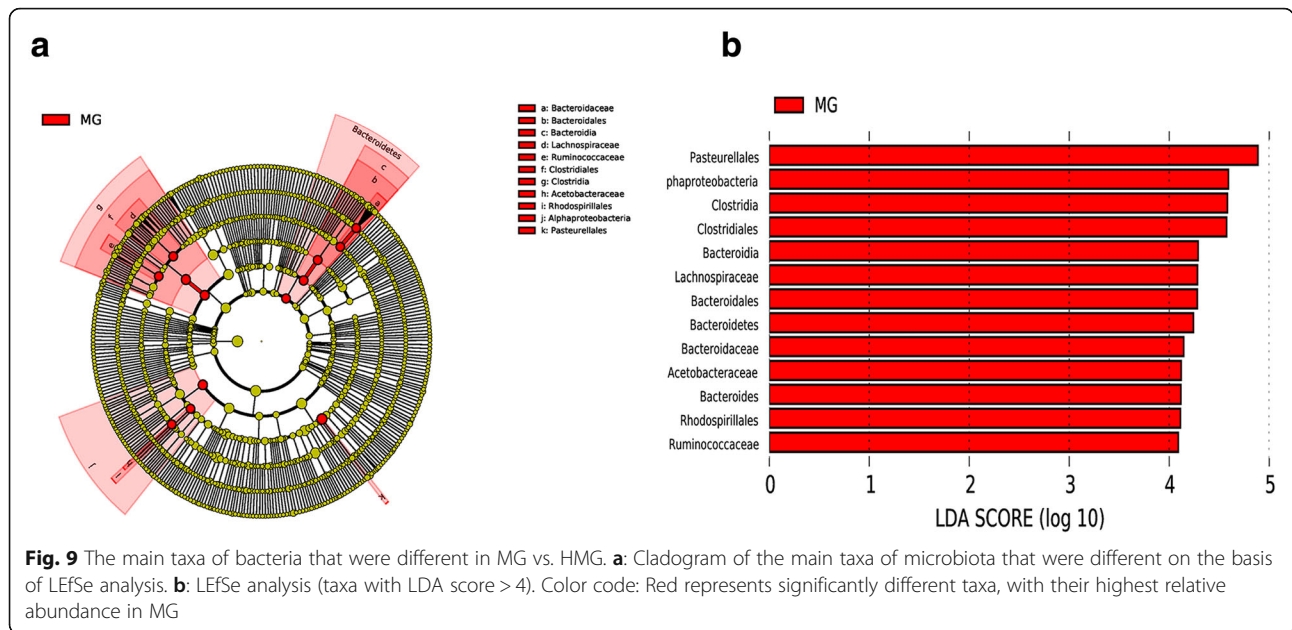 a
MG
Bacteroidetes
c
b
a
g
f
d
e
j
a: Bacteroidaceae
b: Bacteroidales
c: Bacteroidia
d: Lachnospiraceae
e: Ruminococcaceae
f: Clostridiales
g: Clostridia
h: Acetobacteraceae
i: Rhodospirillales
j: Alphaproteobacteria
k: Pasteurellales
b
MG
Pasteurellales
phaproteobacteria
Clostridia
Clostridiales
Bacteroidia
Lachnospiraceae
Bacteroidales
Bacteroidetes
Bacteroidaceae
Acetobacteraceae
Bacteroides
Rhodospirillales
Ruminococcaceae
0 1 2 3 4 5
LDA SCORE (log 10)
Fig. 9 The main taxa of bacteria that were different in MG vs. HMG. a: Cladogram of the main taxa of microbiota that were different on the basis
of LEfSe analysis. b: LEfSe analysis (taxa with LDA score > 4). Color code: Red represents significantly different taxa, with their highest relative
abundance in MG